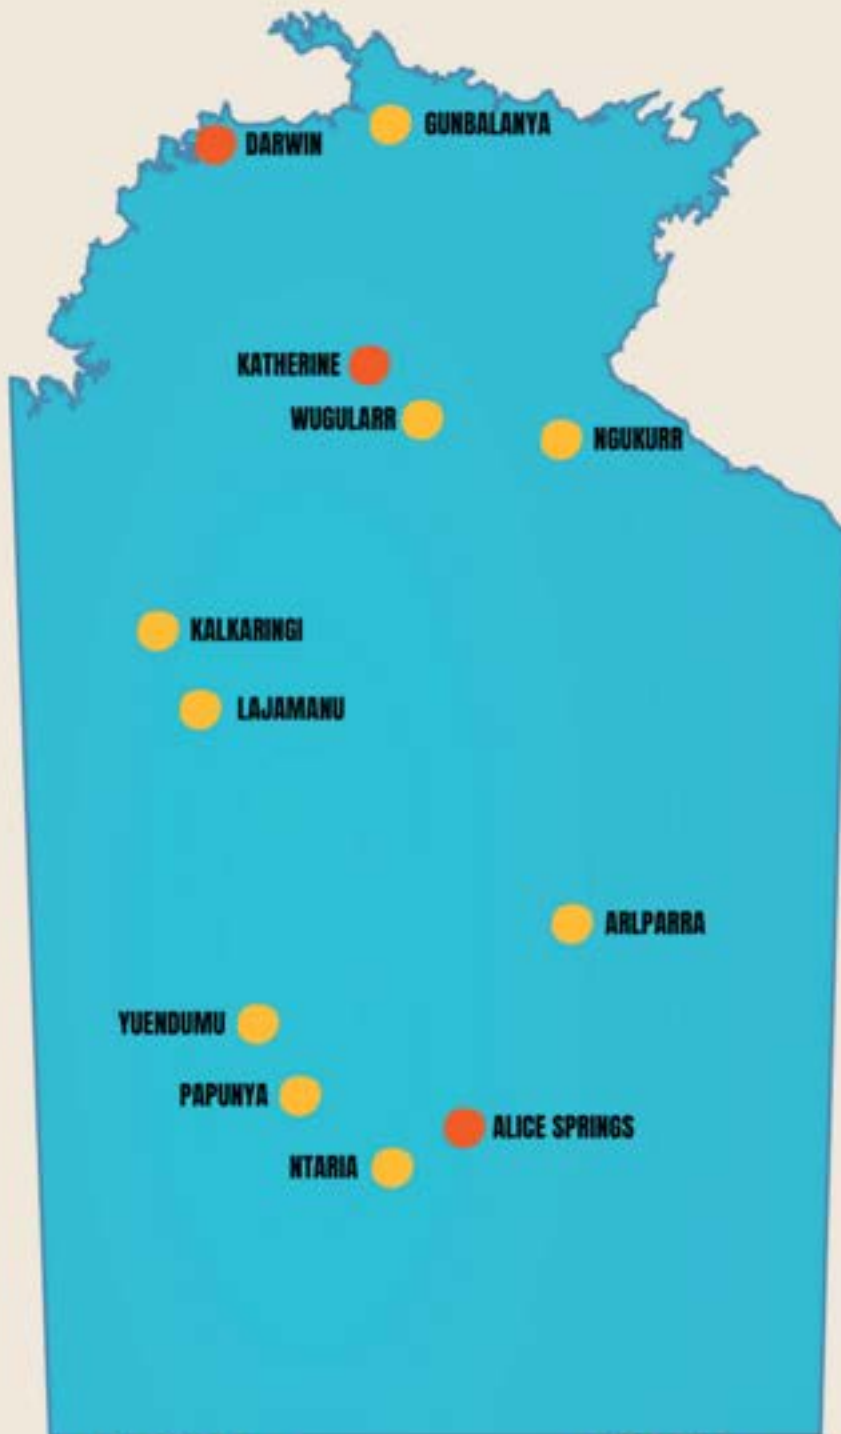 GUNBALANYA
DARWIN
KATHERINE
WUGULARR
NGUKURR
KALKARINGI
LAJAMANU
ARLPARRA
YUENDUMU
PAPUNYA
ALICE SPRINGS
NTARIA